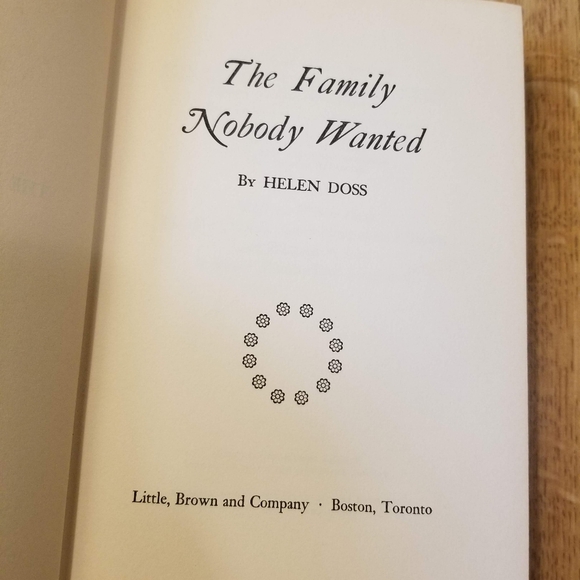 The Family
Nobody Wanted
By HELEN DOSS
Little, Brown and Company · Boston, Toronto